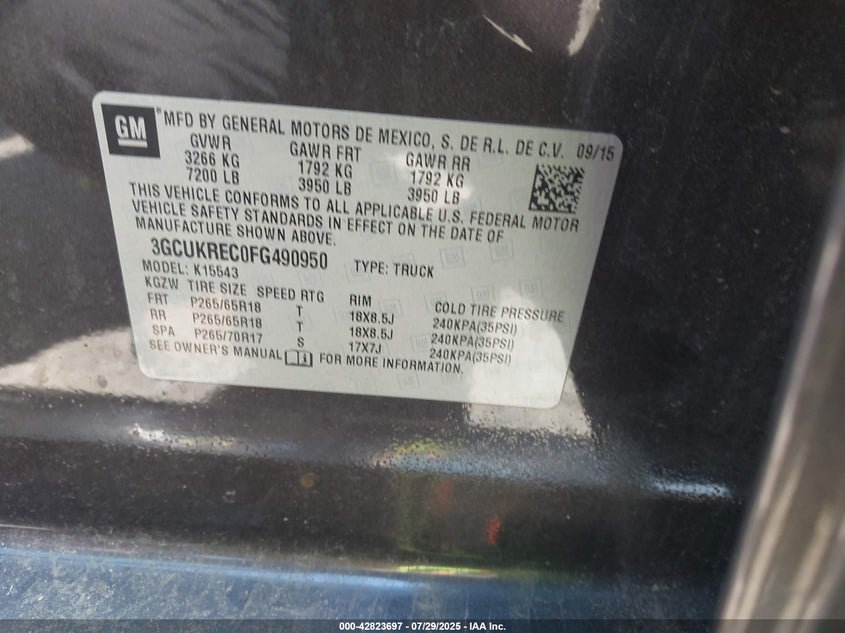 GM ® MFD BY GENERAL MOTORS DE MEXICO, S. DE R.L. DE C.V. 09/15
GVWR GAWR FRT GAWR RR
3266 KG 1792 KG 1792 KG
7200 LB 3950 LB 3950 LB
THIS VEHICLE CONFORMS TO ALL APPLICABLE U.S. FEDERAL MOTOR
VEHICLE SAFETY STANDARDS IN EFFECT ON THE DATE OF
MANUFACTURE SHOWN ABOVE.
3GCUKREC0FG490950 TYPE: TRUCK
MODEL: K15543
KGZW TIRE SIZE SPEED RTG RIM COLD TIRE PRESSURE
FRT P265/65R18 T 18X8.5J 240KPA(35PSI)
RR P265/65R18 T 18X8.5J 240KPA(35PSI)
SPA P265/70R17 S 17X7J 240KPA(35PSI)
SEE OWNER'S MANUAL i FOR MORE INFORMATION.
000-42823697 - 07/29/2025 - IAA Inc.